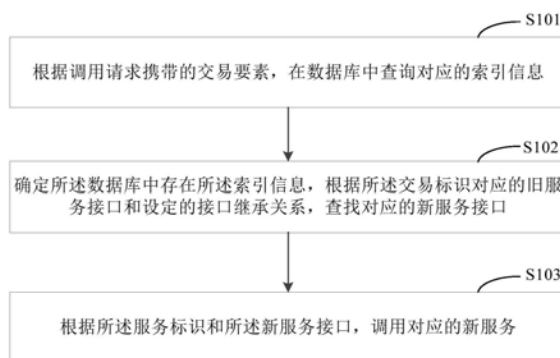 S101
根据调用请求携带的交易要素，在数据库中查询对应的索引信息
S102
确定所述数据库中存在所述索引信息，根据所述交易标识对应的旧服
务接口和设定的接口继承关系，查找对应的新服务接口
S103
根据所述服务标识和所述新服务接口，调用对应的新服务